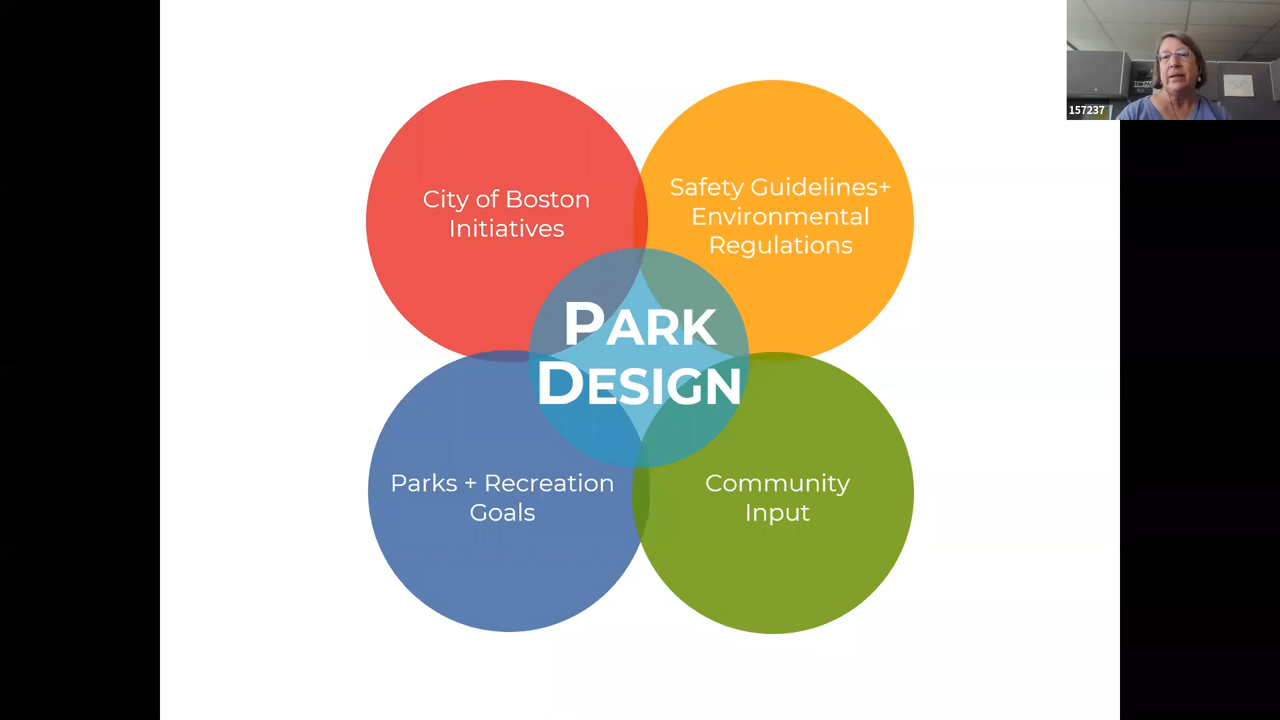 City of Boston
Initiatives
Safety Guidelines+
Environmental
Regulations
PARK
DESIGN
Parks + Recreation
Goals
Community
Input
157237